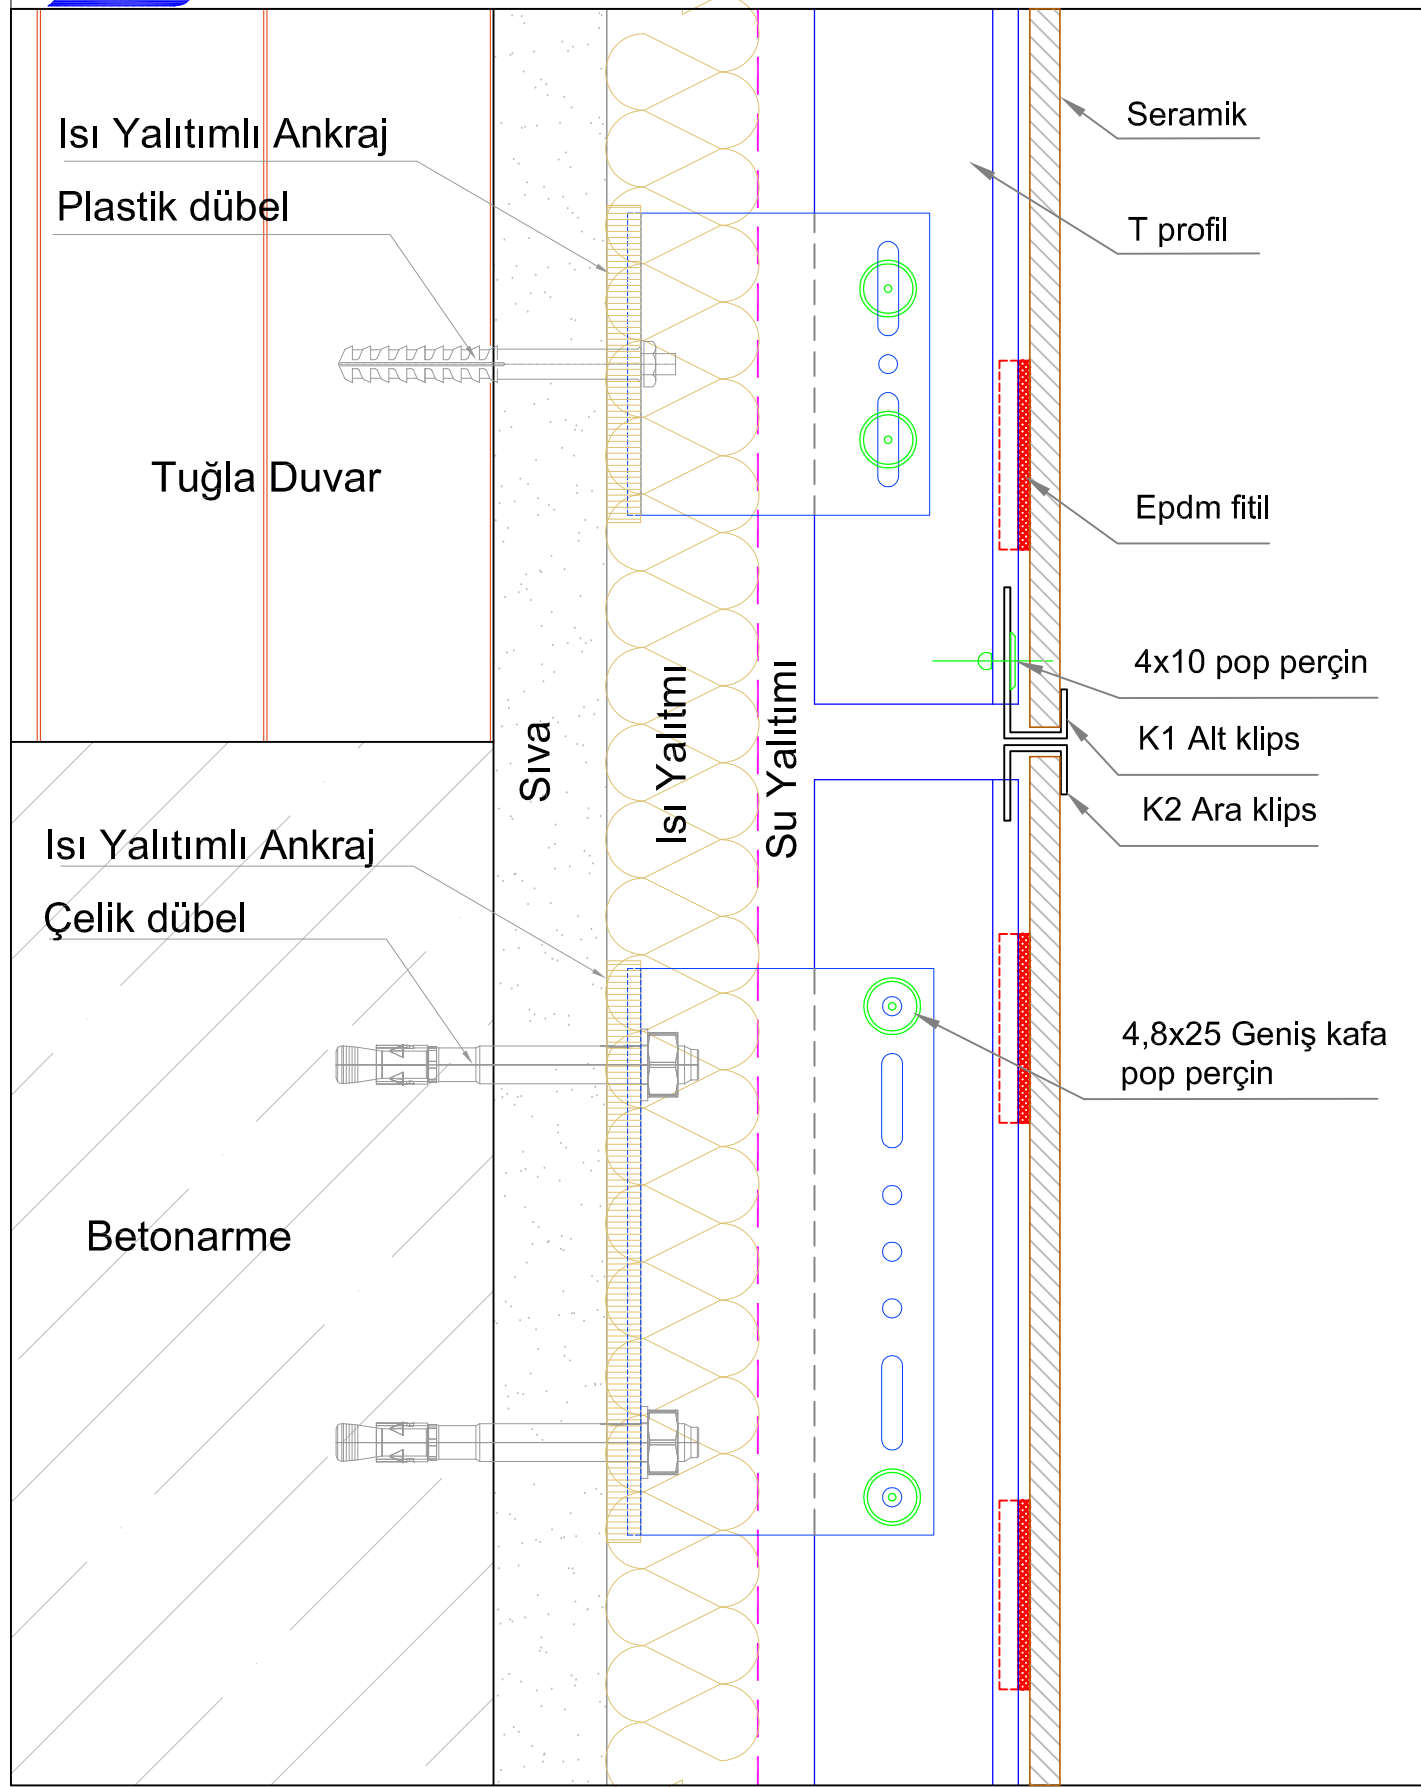 Isı Yalıtımlı Ankraj
Plastik dübel
Tuğla Duvar
Isı Yalıtımlı Ankraj
Çelik dübel
Betonarme
Sıva
Isı Yalıtmı
Su Yalıtımı
Seramik
T profil
Epdm fitil
4x10 pop perçin
K1 Alt klips
K2 Ara klips
4,8x25 Geniş kafa
pop perçin